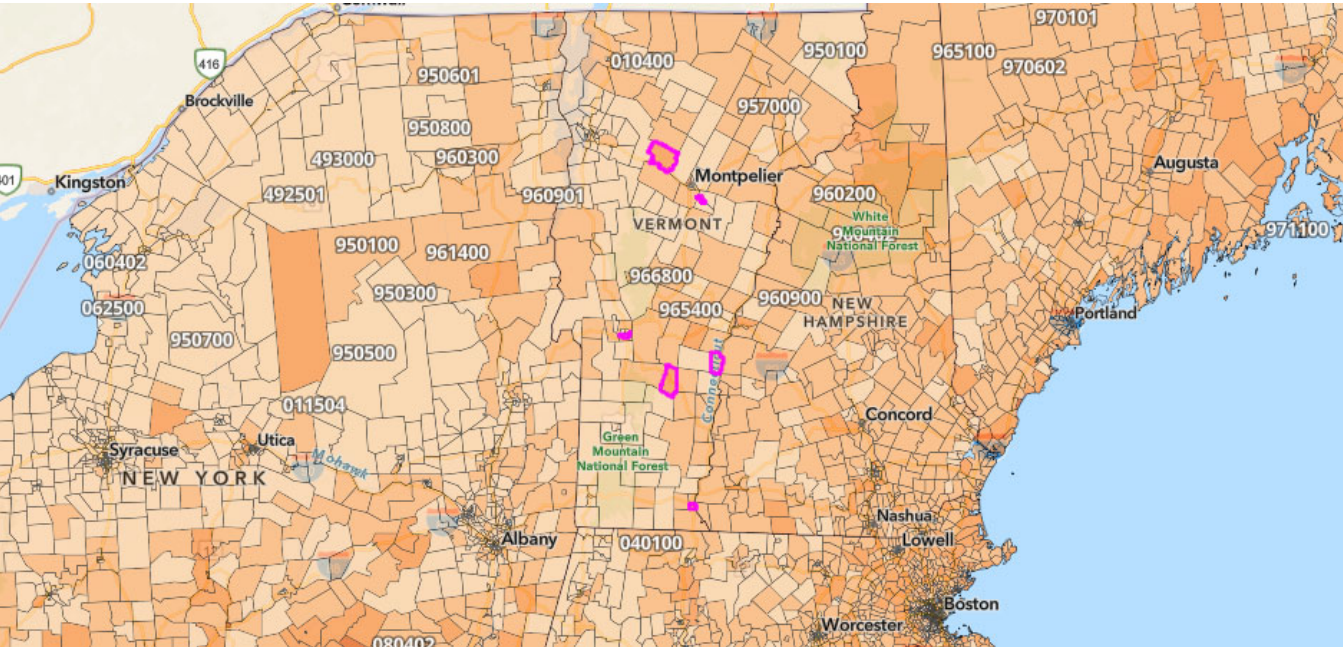 970101
416
950100
965100
010400
970602
950601
Brockville
957000
950800
493000
960300
Augusta
Montpelier
401
Kingston
492501
960901
960200
VERMONT
White
Mountain
National Forest
971100
950100
961400
060402
966800
950300
960900
NEW
HAMPSHIRE
062500
965400
Portland
950700
950500
011504
Concord
Utica
Syracuse
Green
Mountain
National Forest
Mohawk
NEW YORK
Nashua
Albany
040100
Lowell
Boston
Worcester
080402